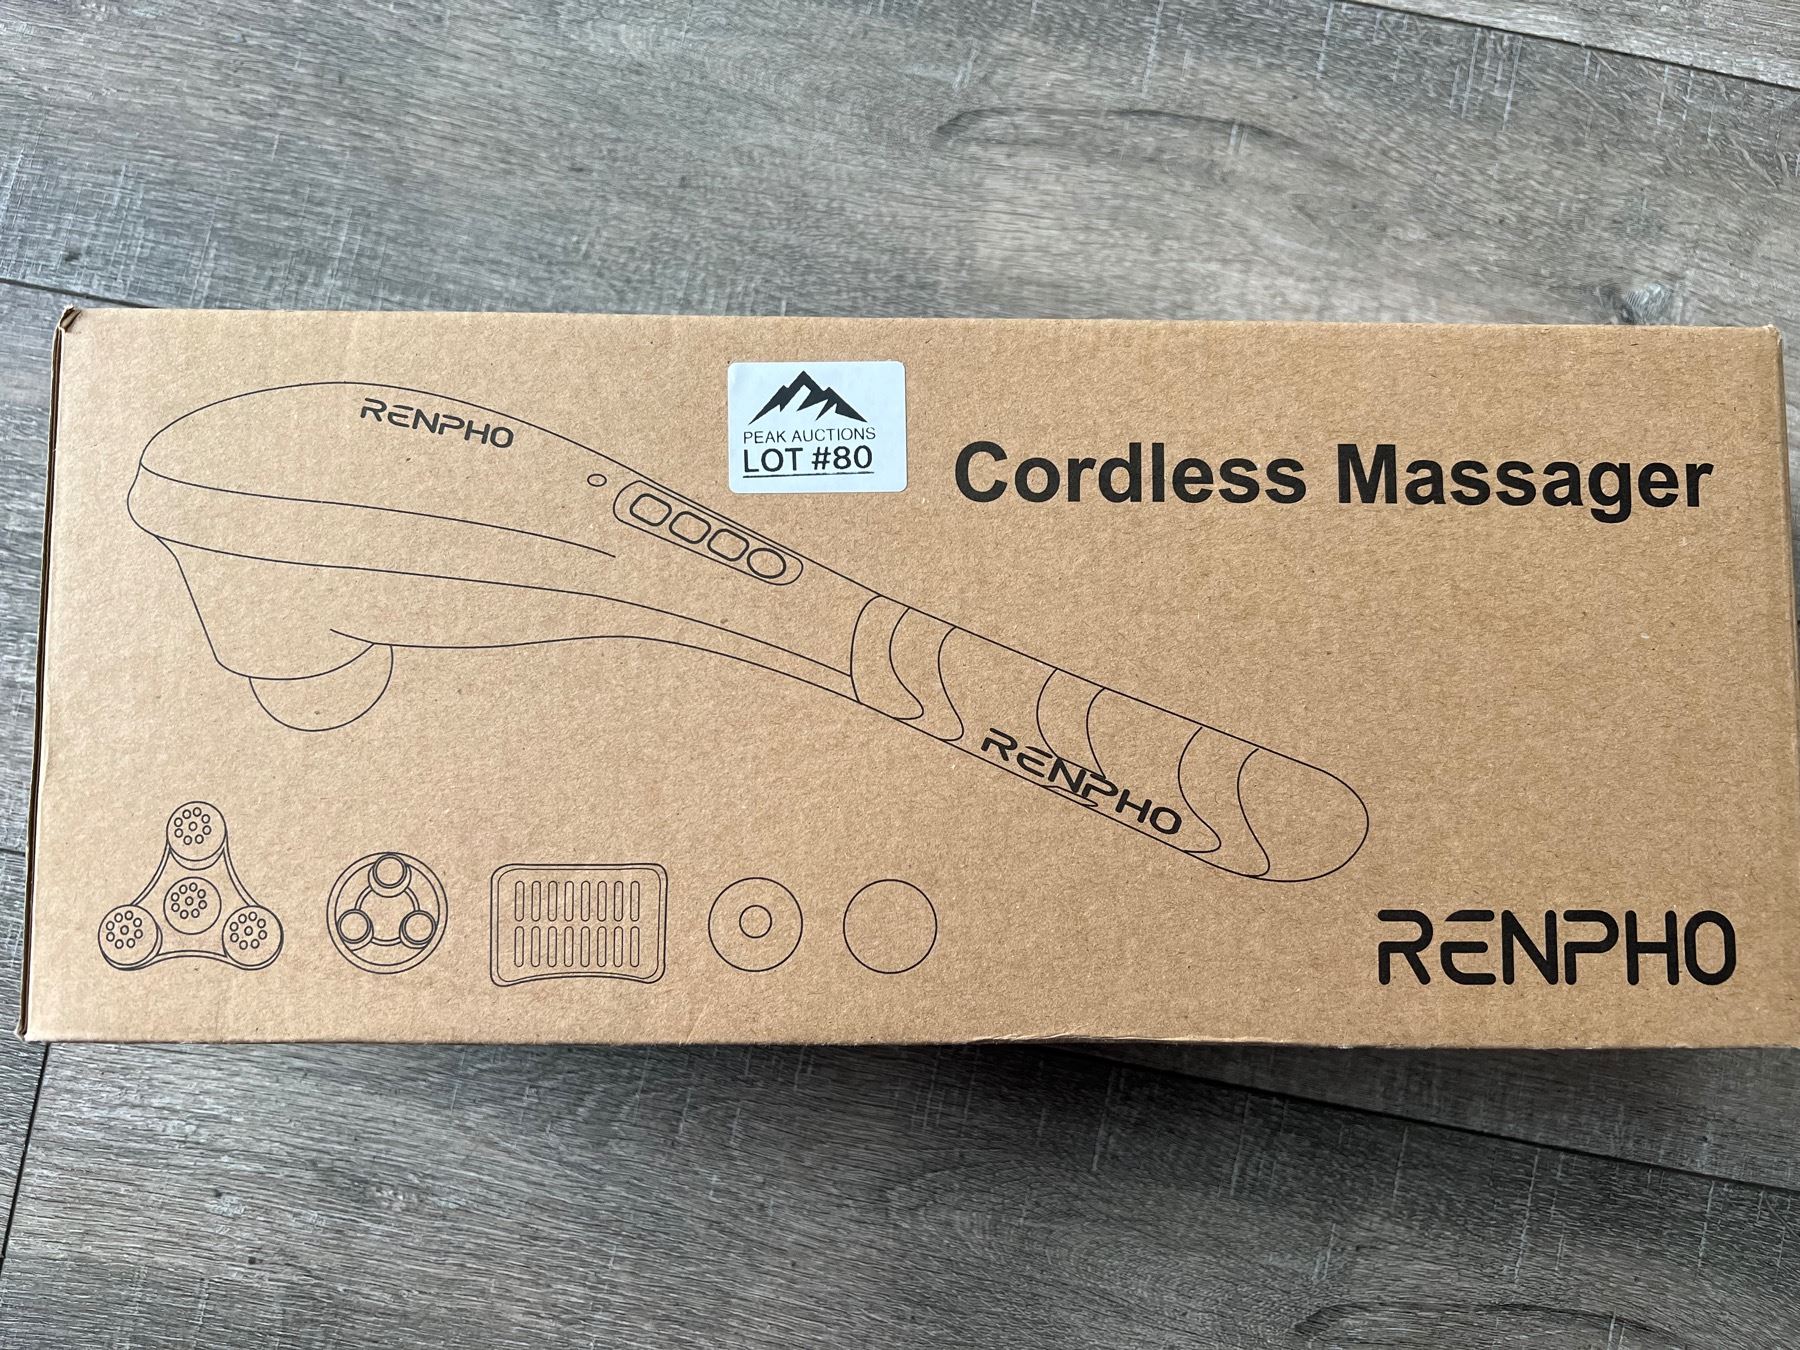 RENPHO
PEAK AUCTIONS
LOT #80
Cordless Massager
RENPHO
RENPHO